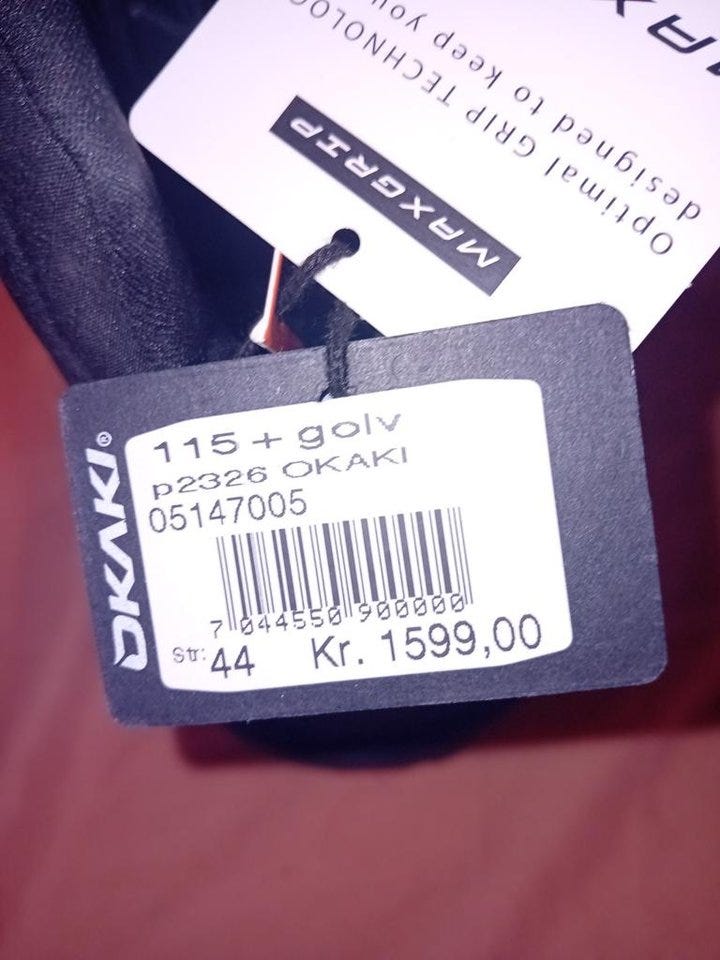 MAX
Optimal GRIP TECHNOLOG
designed to keep you
MAXGRIP
OKAKI®
115 + golv
p2326 OKAKI
05147005
7 044550 900000
Str: 44 Kr. 1599,00